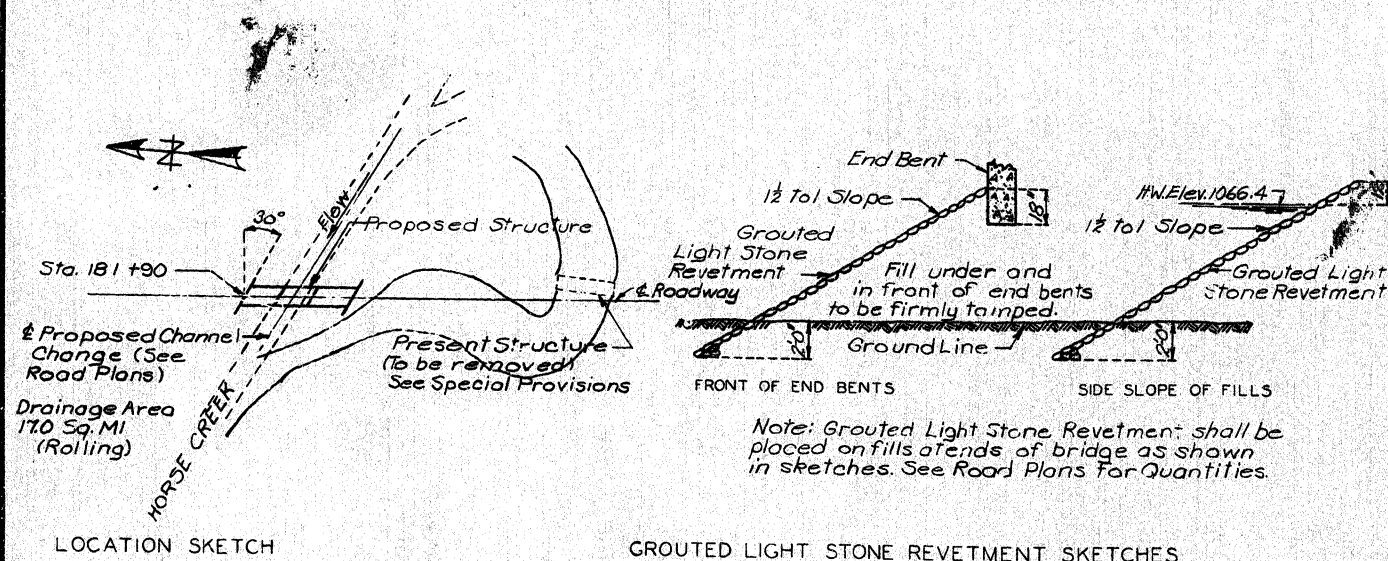 N
30°
Flow
Proposed Structure
Sta. 181+90
℄ Roadway
℄ Proposed Channel
Change (See
Road Plans)
Present Structure
(To be removed)
See Special Provisions
Drainage Area
17.0 Sq. MI
(Rolling)
HORSE CREEK
LOCATION SKETCH
End Bent
1½ to 1 Slope
18"
Grouted
Light Stone
Revetment
Fill under and
in front of end bents
to be firmly tamped.
Ground Line
2'0"
FRONT OF END BENTS
H.W. Elev. 1066.4
1½ to 1 Slope
Grouted Light
Stone Revetment
2'0"
SIDE SLOPE OF FILLS
Note: Grouted Light Stone Revetment shall be
placed on fills at ends of bridge as shown
in sketches. See Road Plans For Quantities.
GROUTED LIGHT STONE REVETMENT SKETCHES